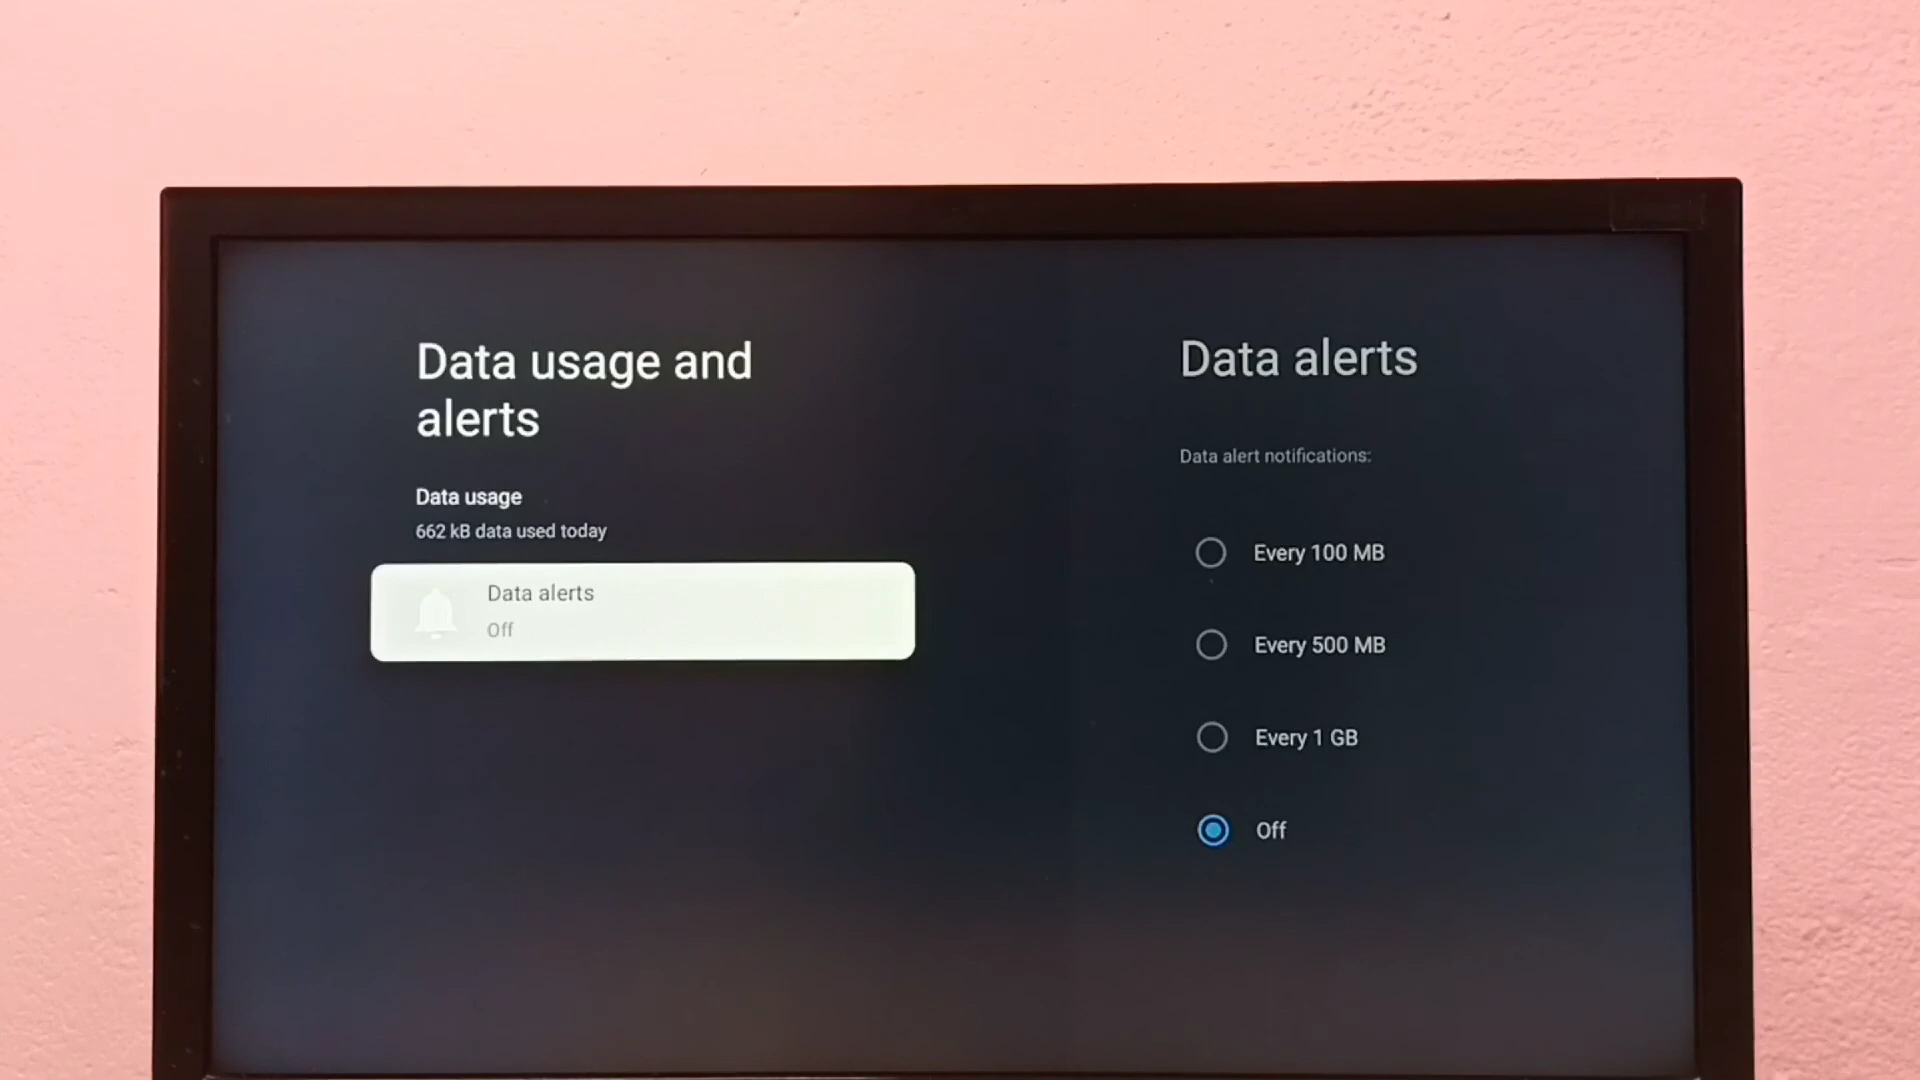 Data usage and
alerts
Data usage
662 kB data used today
Data alerts
Off
Data alerts
Data alert notifications:
Every 100 MB
Every 500 MB
Every 1 GB
Off